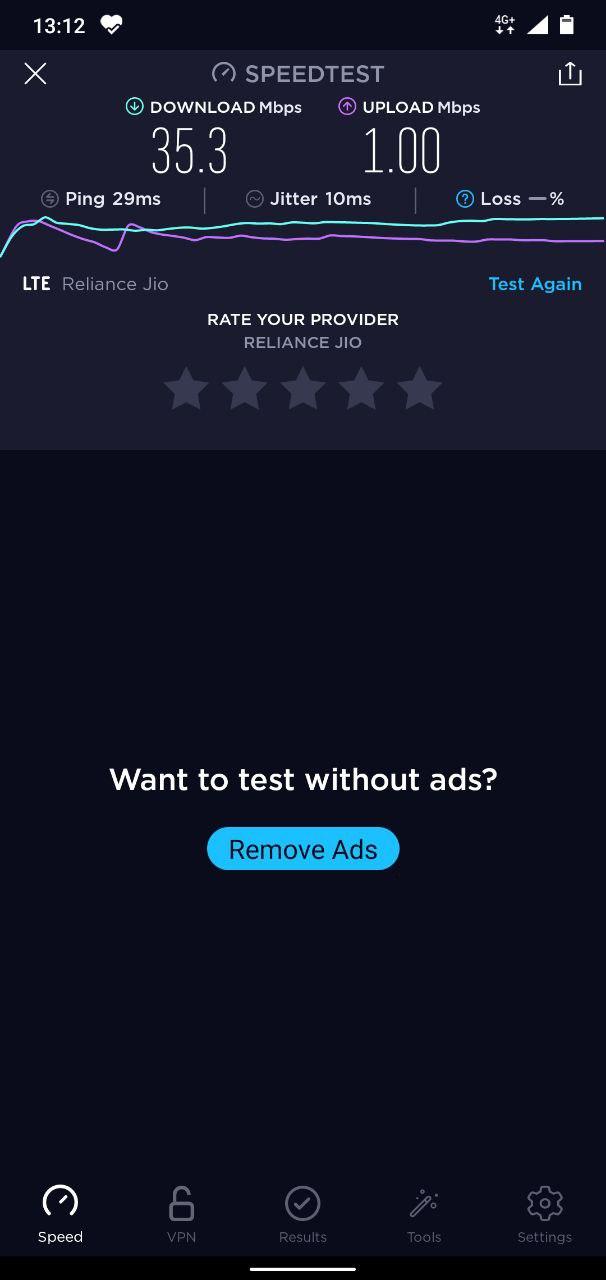 13:12
4G+
SPEEDTEST
DOWNLOAD Mbps UPLOAD Mbps
35.3 1.00
Ping 29ms Jitter 10ms Loss —%
LTE Reliance Jio Test Again
RATE YOUR PROVIDER
RELIANCE JIO
Want to test without ads?
Remove Ads
Speed VPN Results Tools Settings